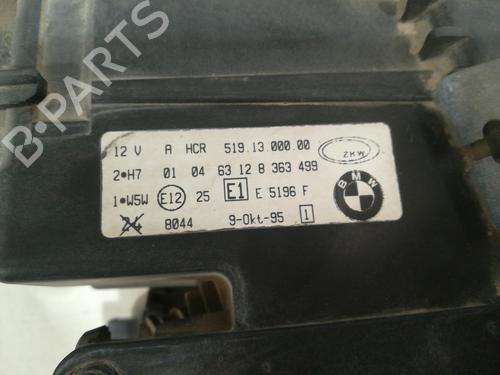 B-PARTS
12 V A HCR 519.13.000.00 ZKW
2•H7 01 04 63 12 8 363 499
1•W5W E12 25 E1 E 5196 F BMW
24 8044 9-Okt-95 1